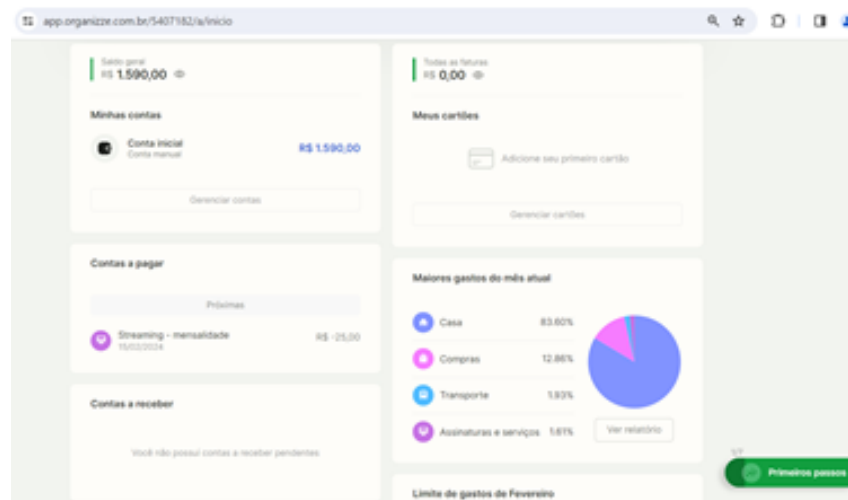 app.organizze.com.br/5407182/a/inicio
Saldo geral
R$ 1.590,00
Minhas contas
Conta inicial
Conta manual
R$ 1.590,00
Gerenciar contas
Contas a pagar
Próximas
Streaming - mensalidade
15/02/2024
R$ -25,00
Contas a receber
Você não possui contas a receber pendentes
Todas as faturas
R$ 0,00
Meus cartões
Adicione seu primeiro cartão
Gerenciar cartões
Maiores gastos do mês atual
Casa 83.60%
Compras 12.86%
Transporte 1.93%
Assinaturas e serviços 1.61%
Ver relatório
Limite de gastos de Fevereiro
Primeiros passos